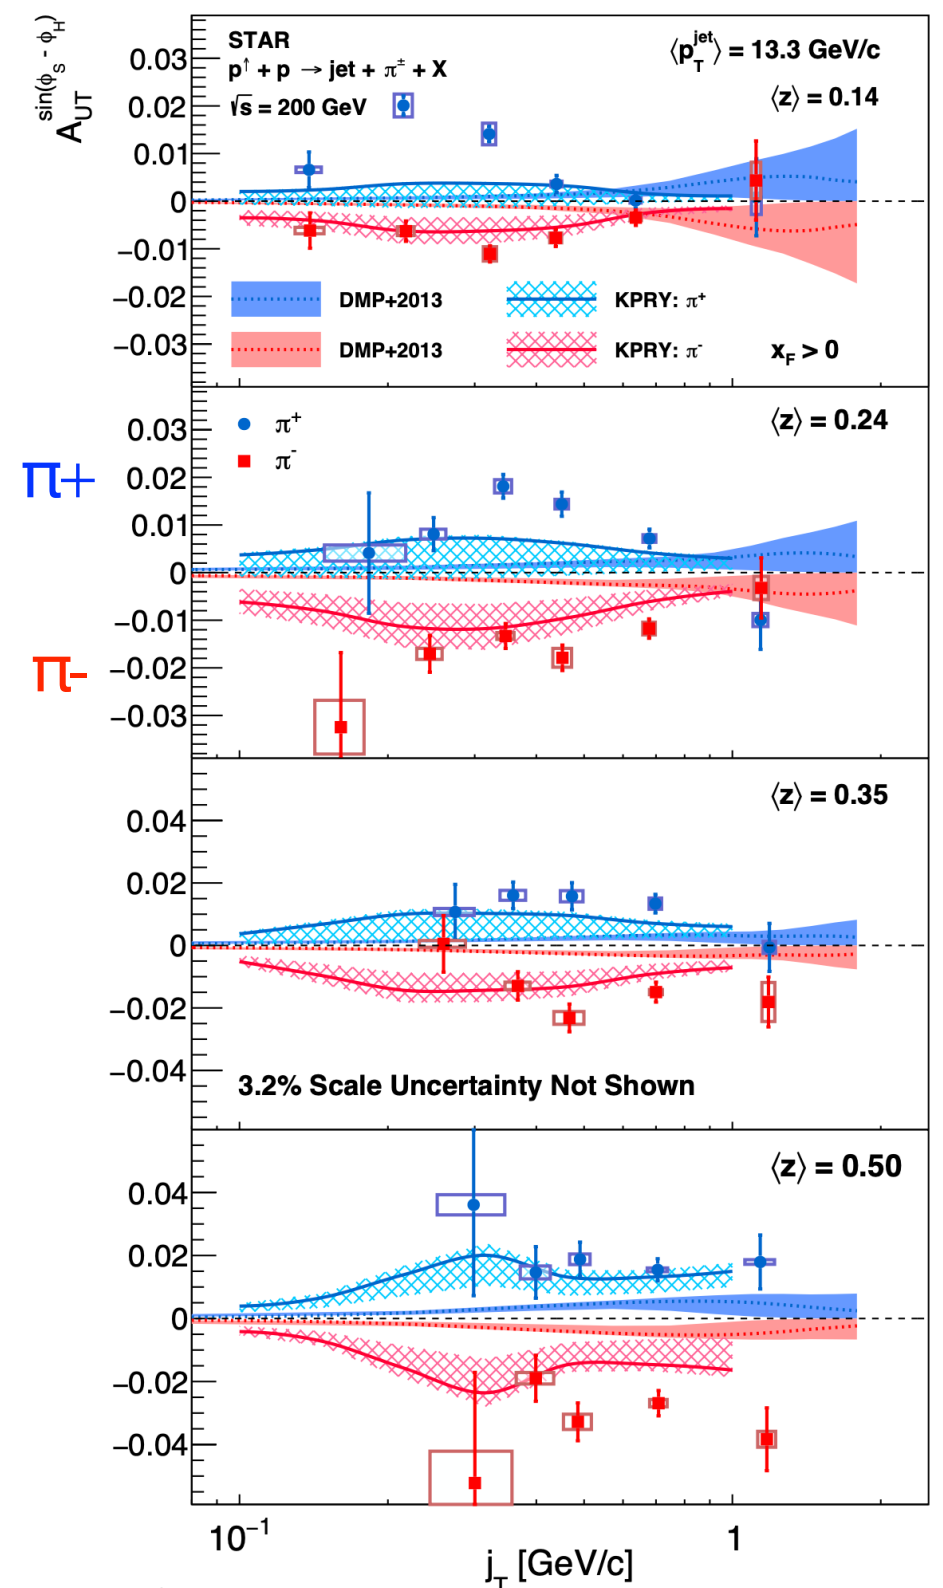 A_UT^sin(ϕ_S - ϕ_H)
STAR
p↑ + p → jet + π± + X
√s = 200 GeV
⟨p_T^jet⟩ = 13.3 GeV/c
⟨z⟩ = 0.14
0.03
0.02
0.01
0
−0.01
−0.02
−0.03
DMP+2013
KPRY: π+
DMP+2013
KPRY: π-
x_F > 0
π+
π-
⟨z⟩ = 0.24
0.03
0.02
0.01
0
−0.01
−0.02
−0.03
π+
π-
⟨z⟩ = 0.35
0.04
0.02
0
−0.02
−0.04
3.2% Scale Uncertainty Not Shown
⟨z⟩ = 0.50
0.04
0.02
0
−0.02
−0.04
10^−1
1
j_T [GeV/c]